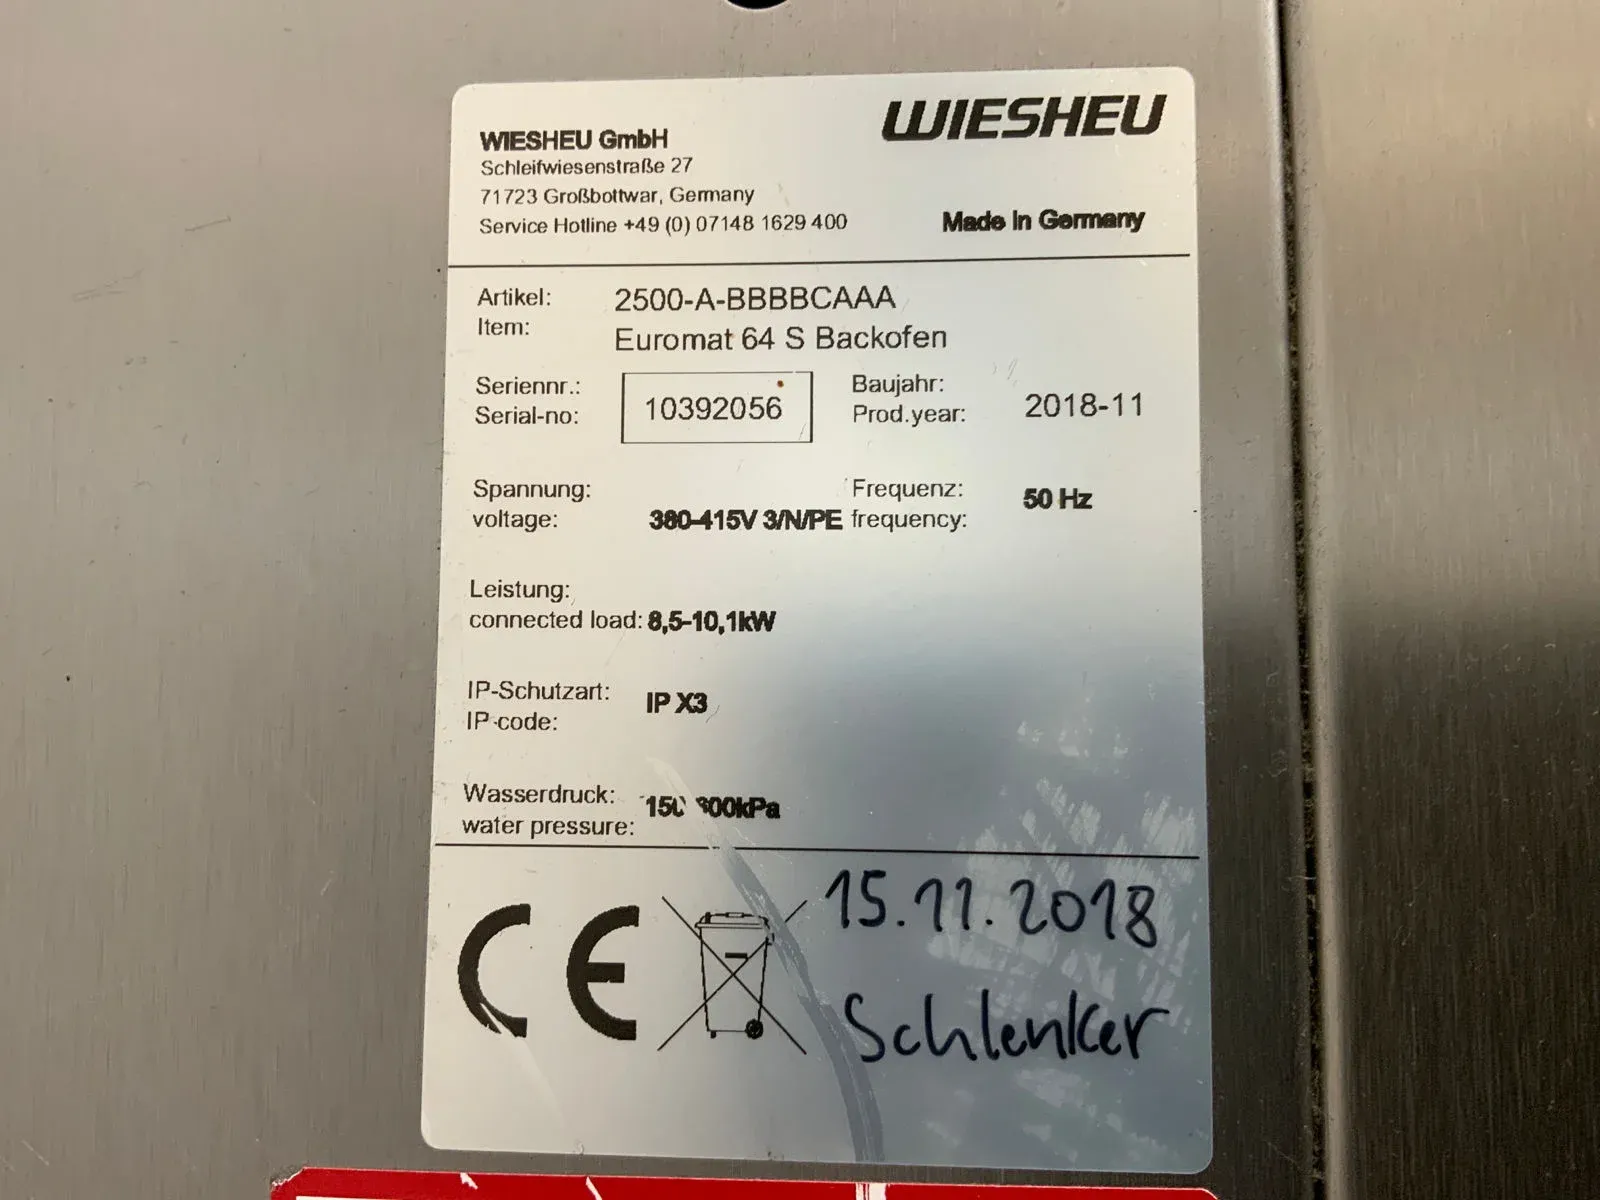 WIESHEU GmbH
Schleifwiesenstraße 27
71723 Großbottwar, Germany
Service Hotline +49 (0) 07148 1629 400
WIESHEU
Made in Germany
Artikel: 2500-A-BBBBCAAA
Item: Euromat 64 S Backofen
Seriennr.:
Serial-no: 10392056
Baujahr:
Prod.year: 2018-11
Spannung:
voltage: 380-415V 3/N/PE
Frequenz:
frequency: 50 Hz
Leistung:
connected load: 8,5-10,1kW
IP-Schutzart:
IP-code: IP X3
Wasserdruck:
water pressure:
CE
15.11.2018
Schlenker